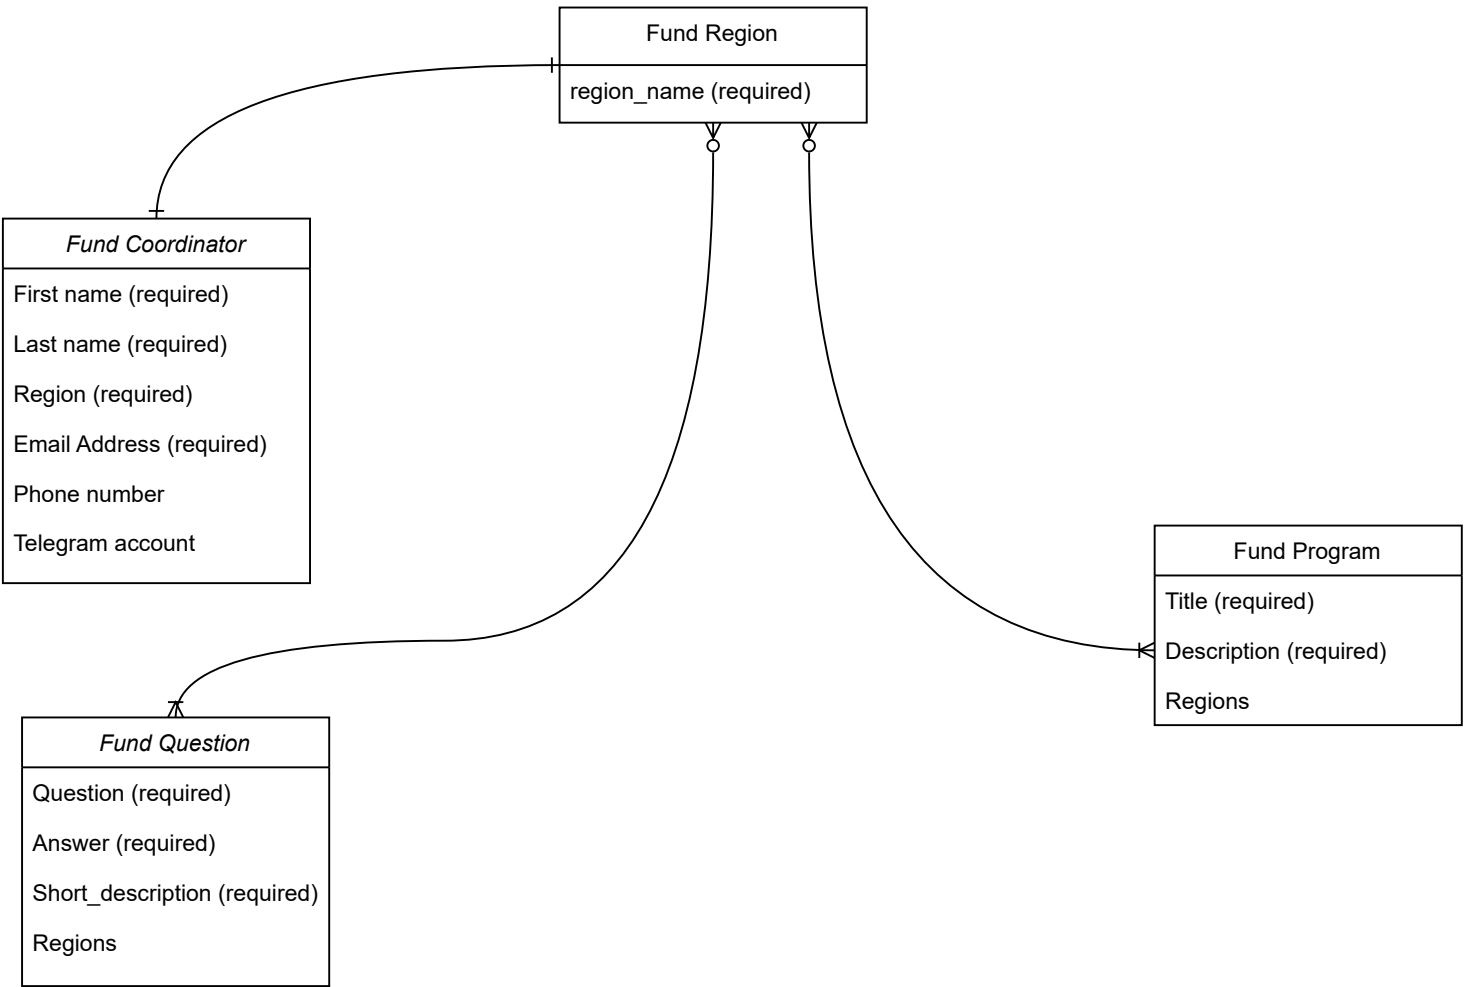 Fund Region
region_name (required)
Fund Coordinator
First name (required)
Last name (required)
Region (required)
Email Address (required)
Phone number
Telegram account
Fund Program
Title (required)
Description (required)
Regions
Fund Question
Question (required)
Answer (required)
Short_description (required)
Regions